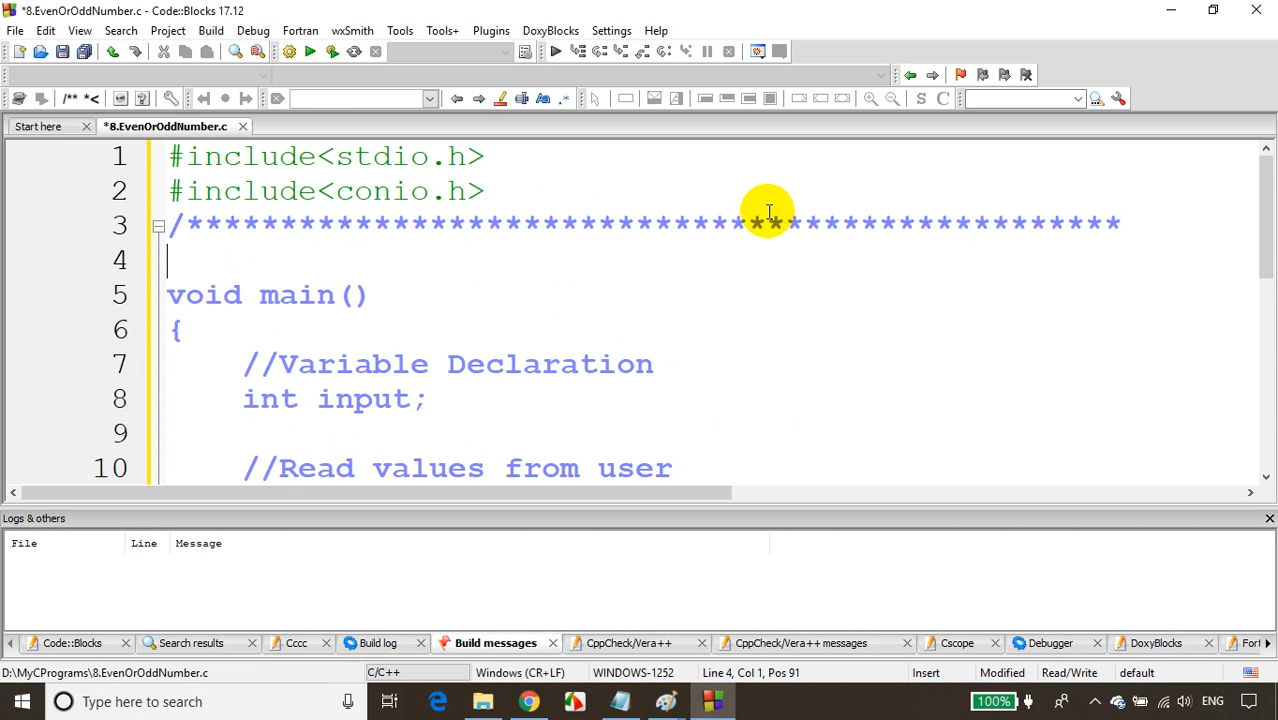 *8.EvenOrOddNumber.c - Code::Blocks 17.12
File Edit View Search Project Build Debug Fortran wxSmith Tools Tools+ Plugins DoxyBlocks Settings Help
/** *<
S C
Start here
*8.EvenOrOddNumber.c
1 #include<stdio.h>
2 #include<conio.h>
3 /**************************************************
4
5 void main()
6 {
7 //Variable Declaration
8 int input;
9
10 //Read values from user
Logs & others
File Line Message
Code::Blocks Search results Cccc Build log Build messages CppCheck/Vera++ CppCheck/Vera++ messages Cscope Debugger DoxyBlocks Fort
D:\MyCPrograms\8.EvenOrOddNumber.c C/C++ Windows (CR+LF) WINDOWS-1252 Line 4, Col 1, Pos 91 Insert Modified Read/Write default
Type here to search 100% ENG